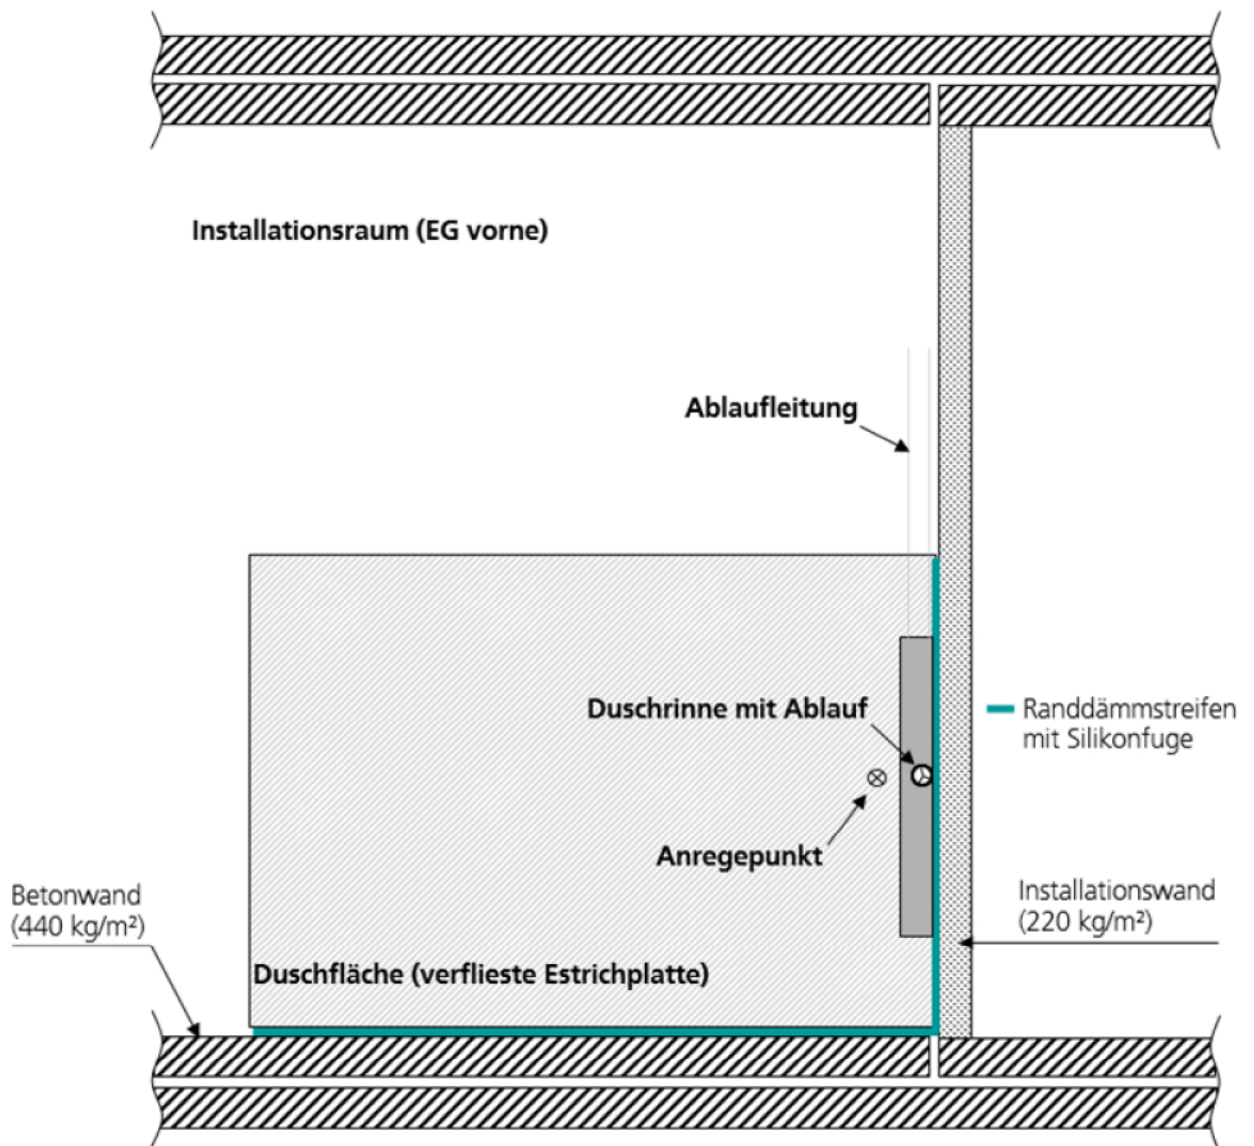 Installationsraum (EG vorne)
Ablaufleitung
Duschrinne mit Ablauf
Randdämmstreifen
mit Silikonfuge
Anregepunkt
Betonwand
(440 kg/m²)
Installationswand
(220 kg/m²)
Duschfläche (verflieste Estrichplatte)